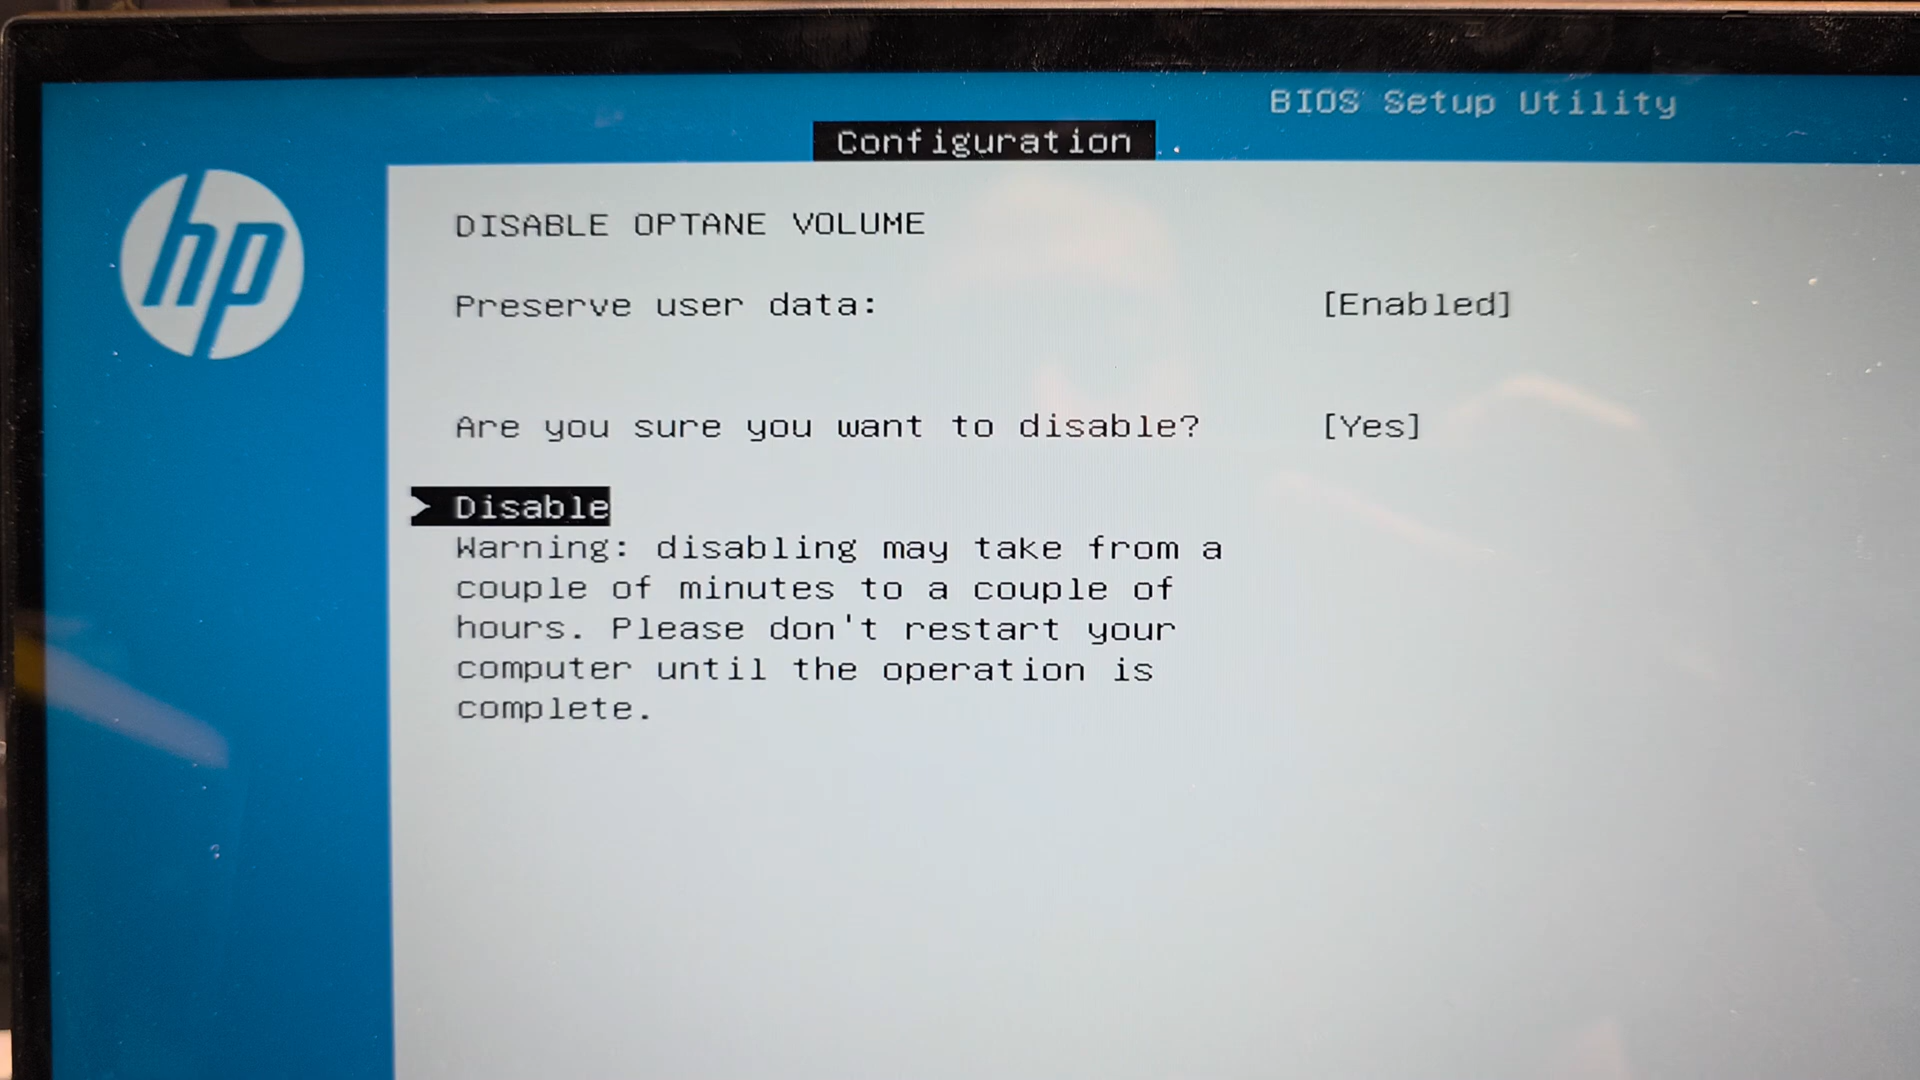 BIOS Setup Utility
Configuration
hp
DISABLE OPTANE VOLUME
Preserve user data: [Enabled]
Are you sure you want to disable? [Yes]
Disable
Warning: disabling may take from a
couple of minutes to a couple of
hours. Please don't restart your
computer until the operation is
complete.